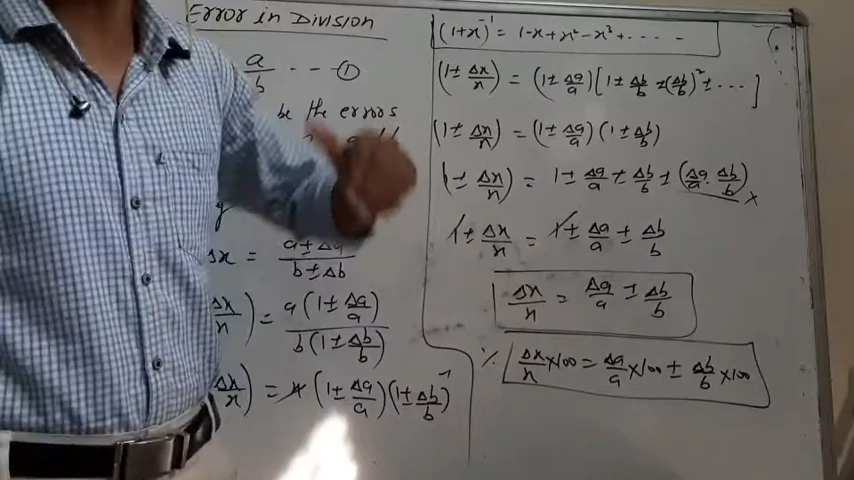 Error in Division
a/b ---- ①
be the errors
Δx = (a±Δa)/(b±Δb)
Δx/x) = a(1±Δa/a)/b(1±Δb/b)
Δx/x) = x(1±Δa/a)(1±Δb/b)⁻¹
(1+x)⁻¹ = 1-x+x²-x³+.... -
(1±Δx/x) = (1±Δa/a)[1±Δb/b±(Δb/b)²±...]
(1±Δx/x) = (1±Δa/a)(1±Δb/b)
1±Δx/x) = 1±Δa/a±Δb/b±(Δa/a.Δb/b)x
1±Δx/x = 1±Δa/a±Δb/b
Δx/x = Δa/a±Δb/b
% Δx/x×100 = Δa/a×100±Δb/b×100